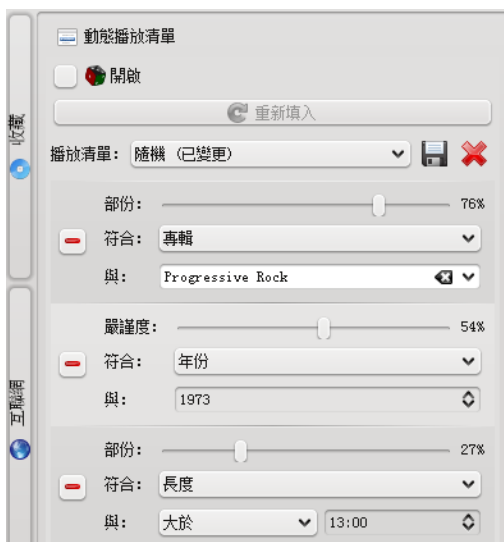 動態播放清單
開啟
重新填入
收藏
播放清單: 隨機 (已變更)
部份: 76%
符合: 專輯
與: Progressive Rock
嚴謹度: 54%
符合: 年份
與: 1973
互聯網
部份: 27%
符合: 長度
與: 大於 13:00